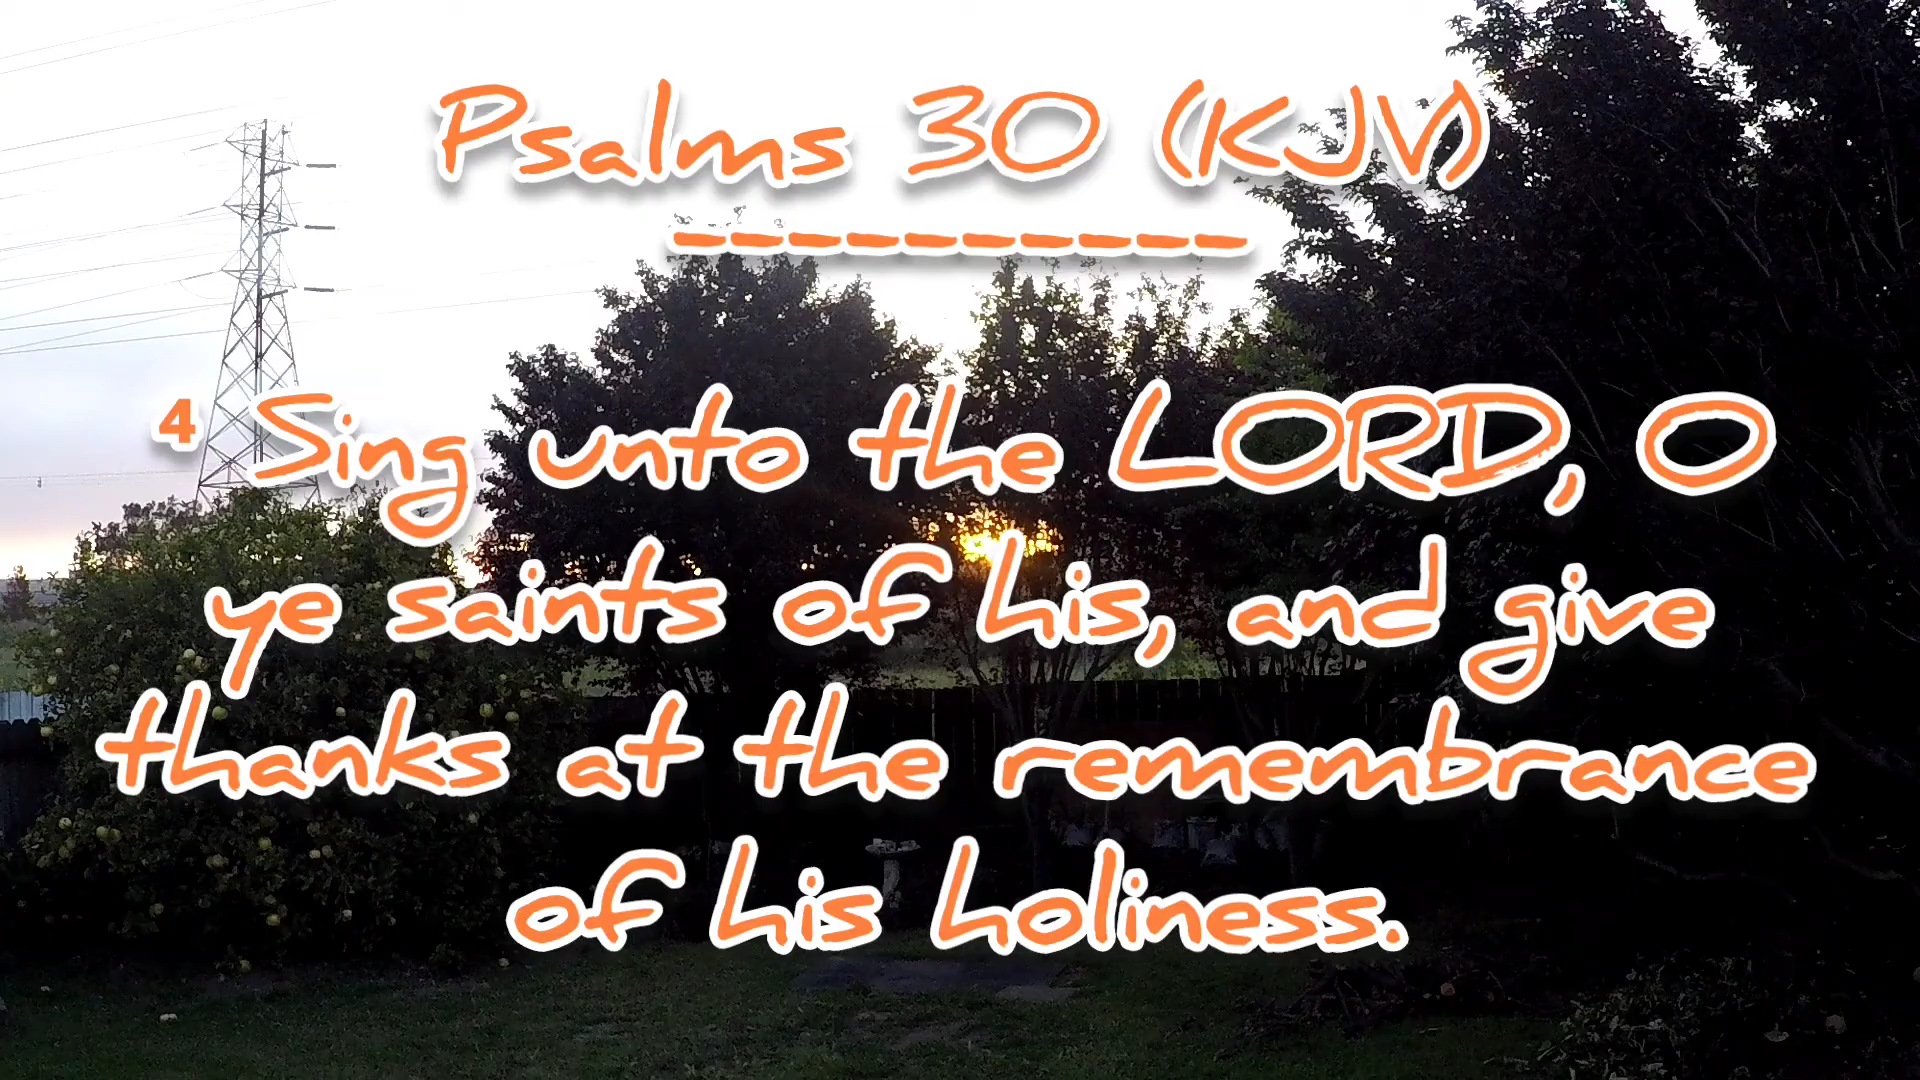 Psalms 30 (KJV)
----------
⁴ Sing unto the LORD, O
ye saints of his, and give
thanks at the remembrance
of his holiness.